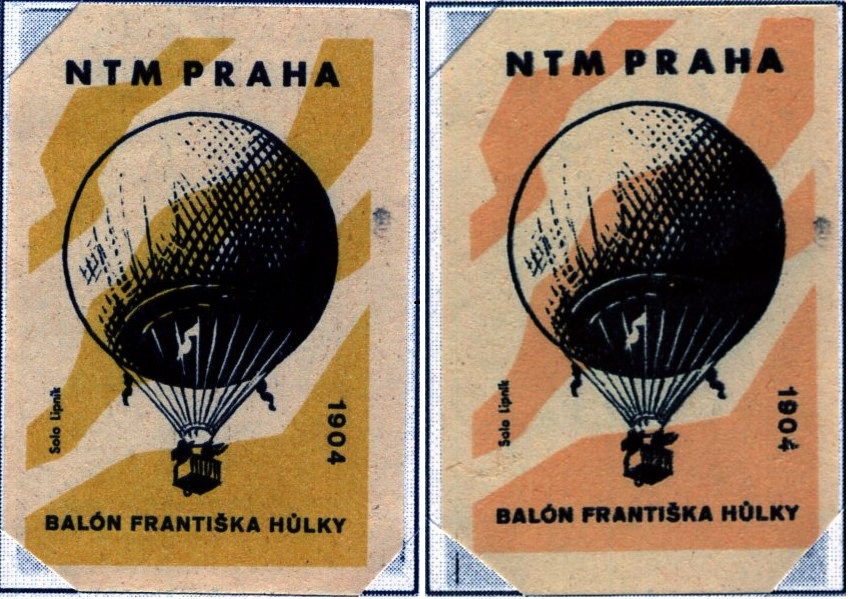 NTM PRAHA
Solo Lipník
1904
BALÓN FRANTIŠKA HŮLKY
NTM PRAHA
Solo Lipník
1904
BALÓN FRANTIŠKA HŮLKY